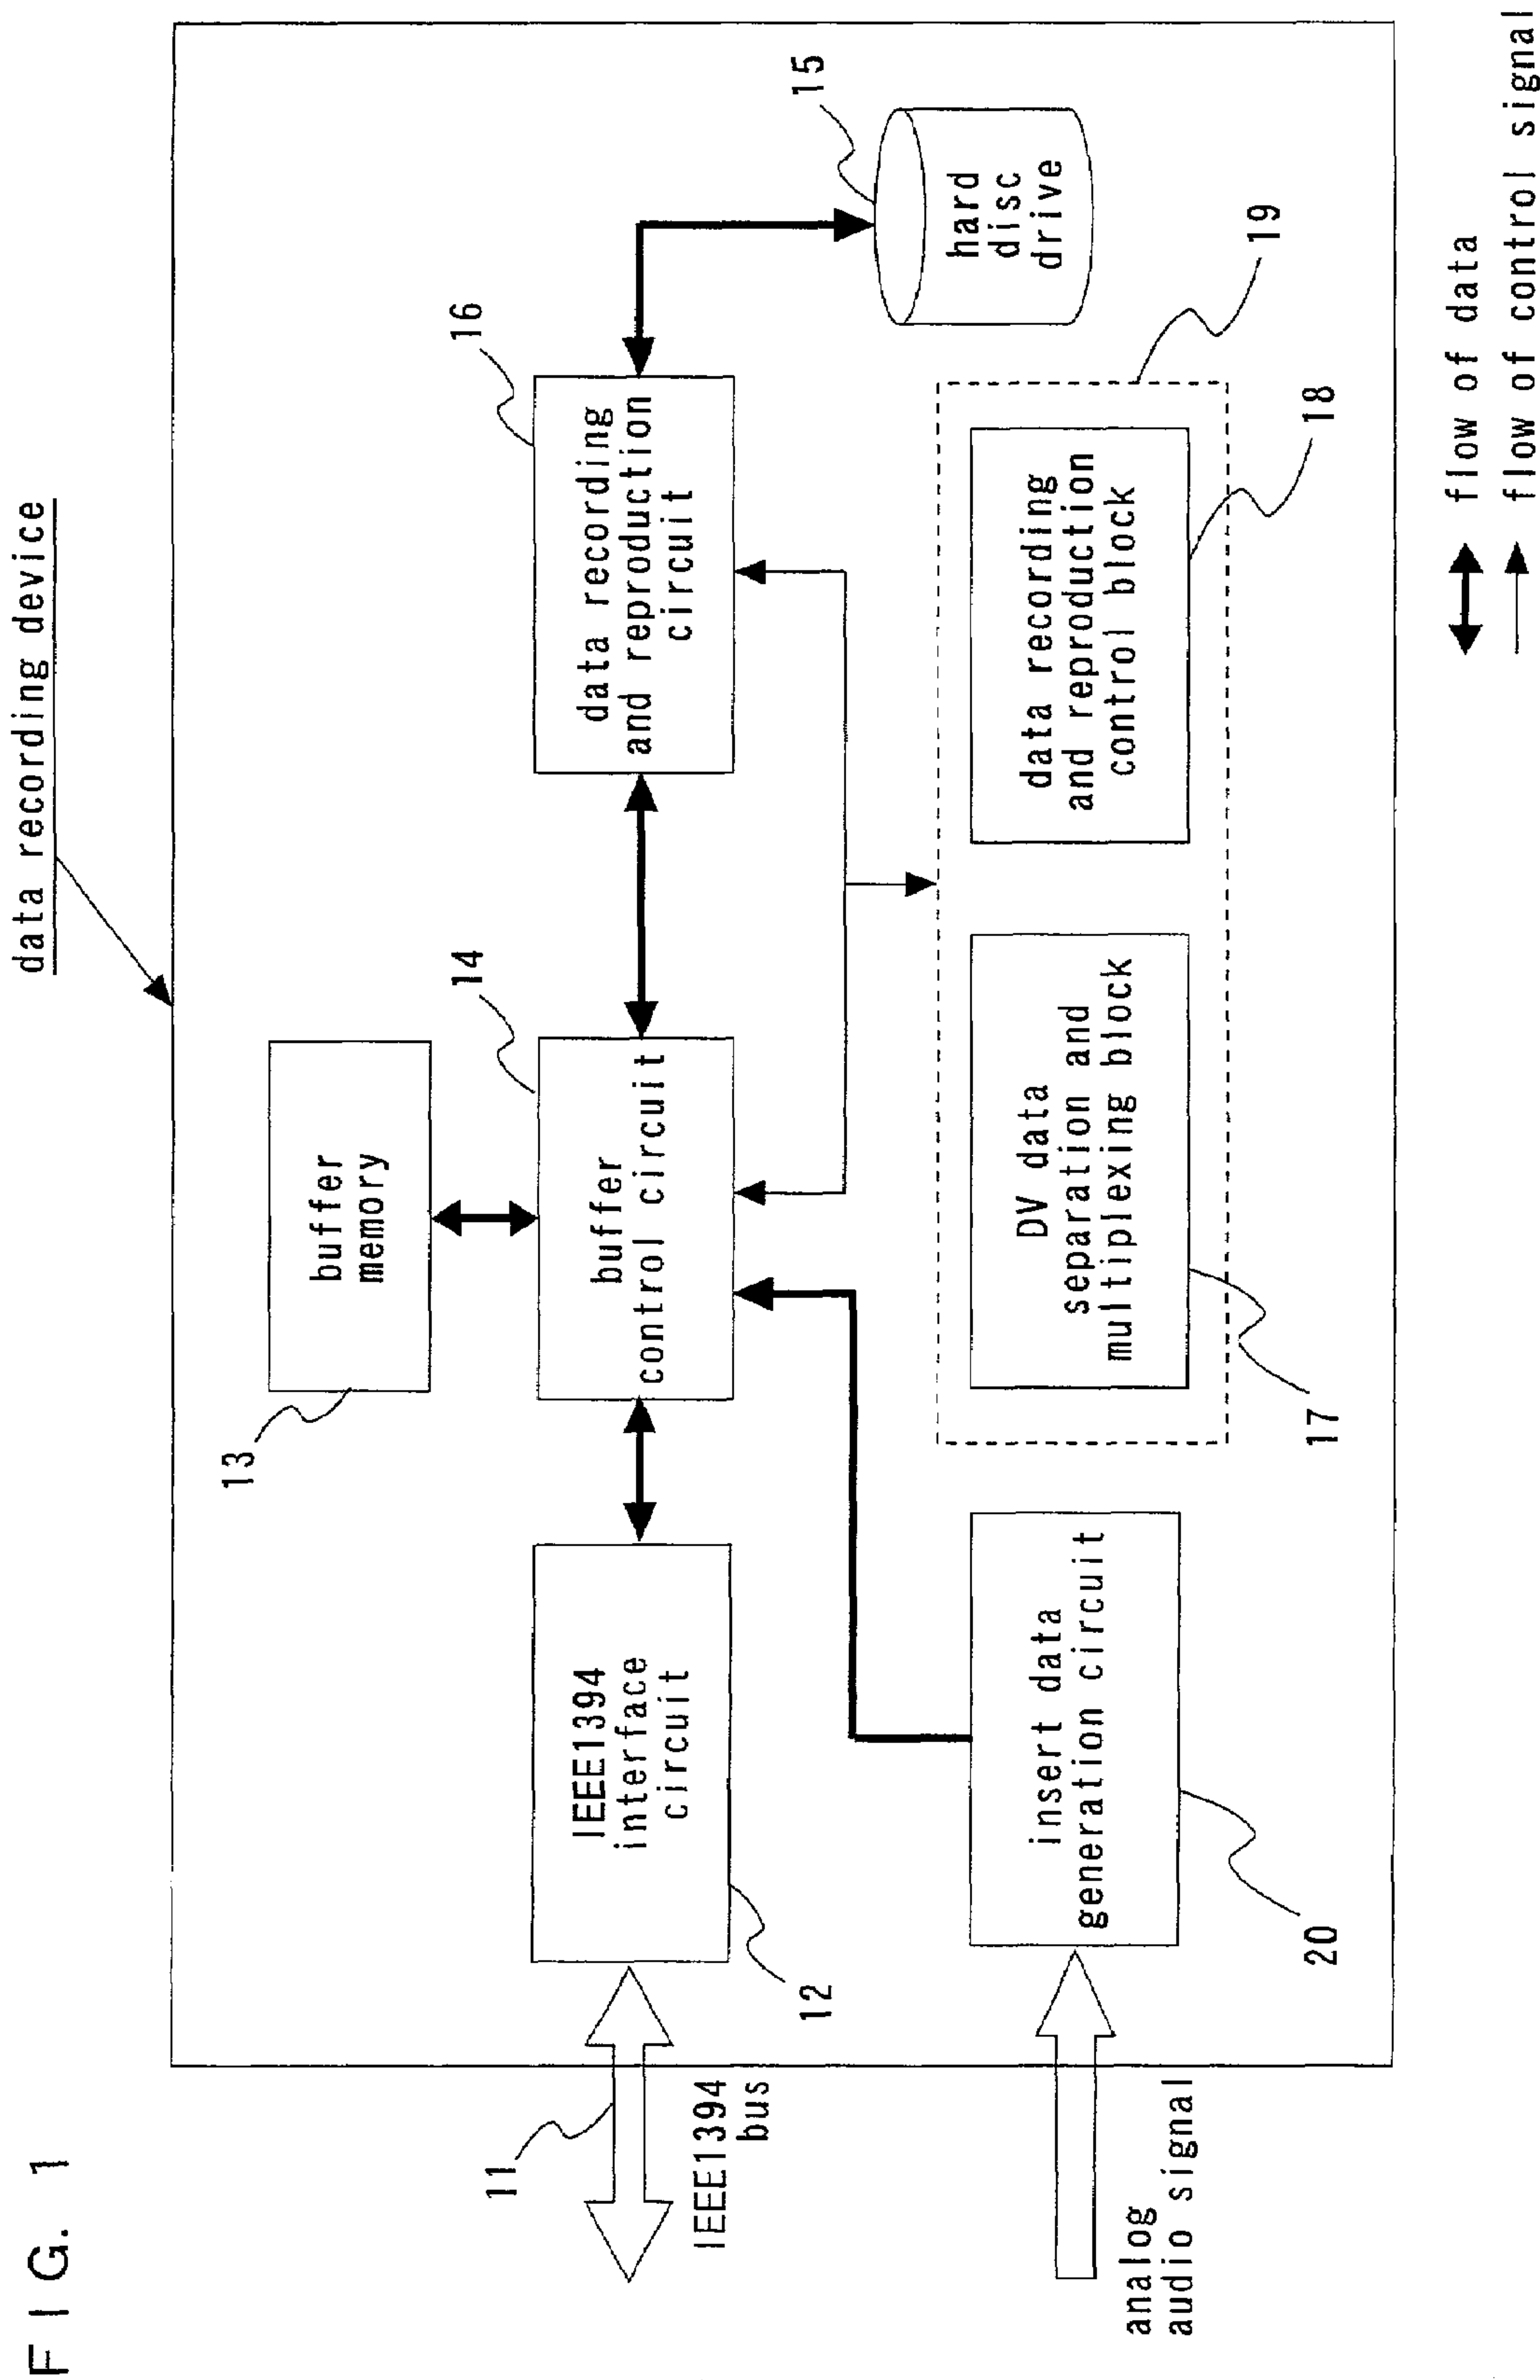 FIG. 1
data recording device
13
buffer
memory
14
buffer
control circuit
16
data recording
and reproduction
circuit
15
hard
disc
drive
11
IEEE1394
bus
IEEE1394
interface
circuit
12
analog
audio signal
insert data
generation circuit
20
DV data
separation and
multiplexing block
17
data recording
and reproduction
control block
18
19
flow of data
flow of control signal